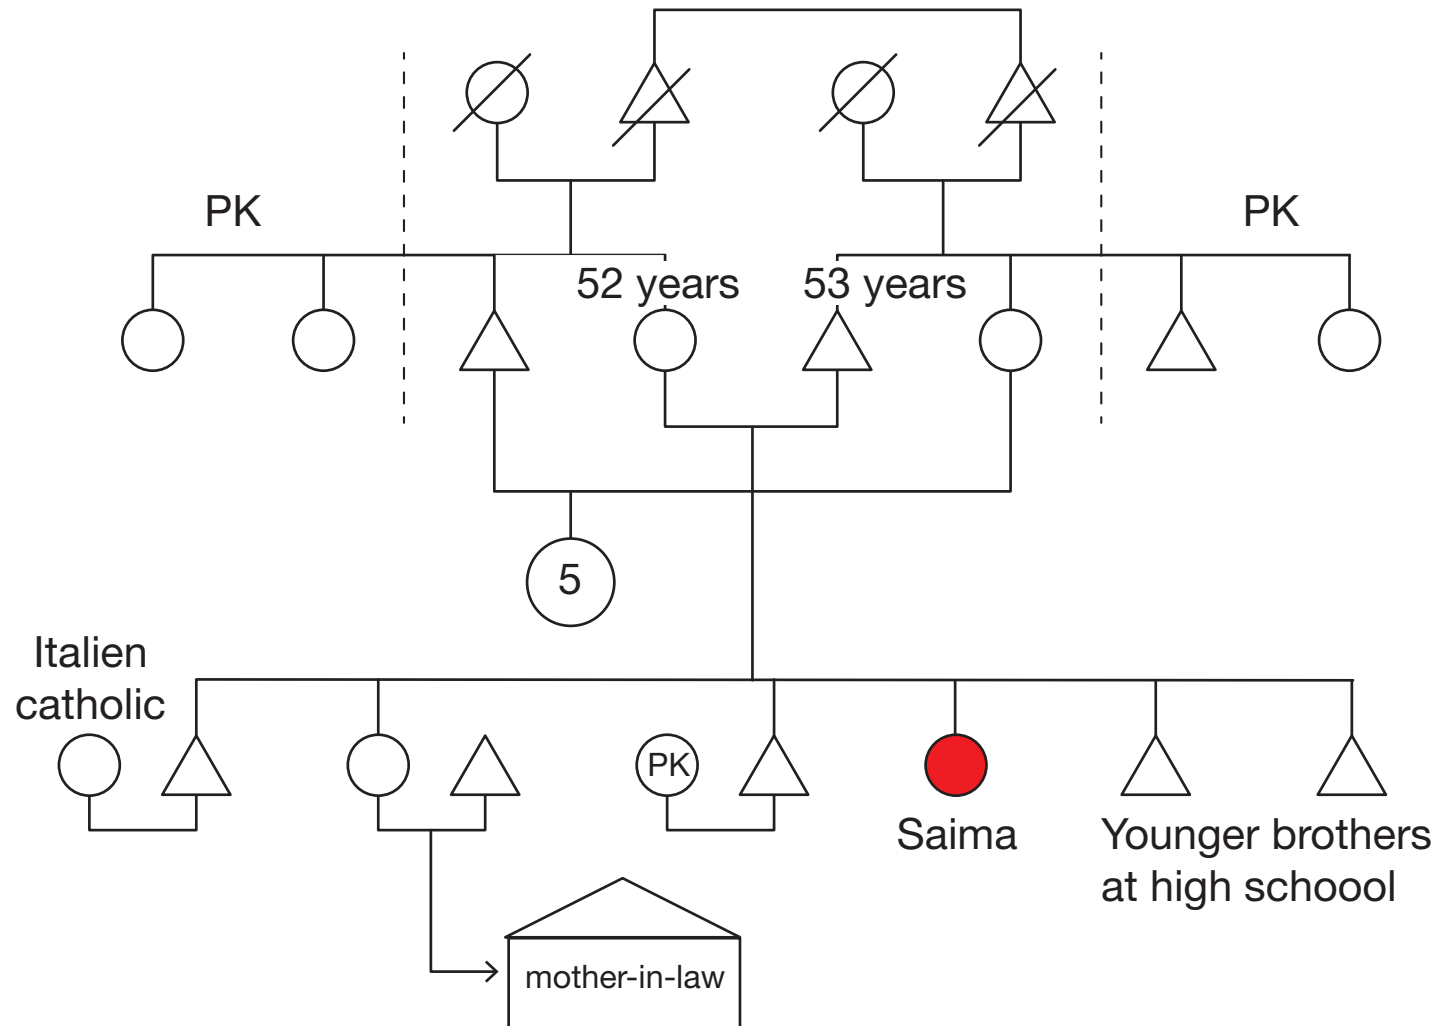 PK
PK
52 years
53 years
5
Italien
catholic
PK
Saima
Younger brothers
at high schoool
mother-in-law